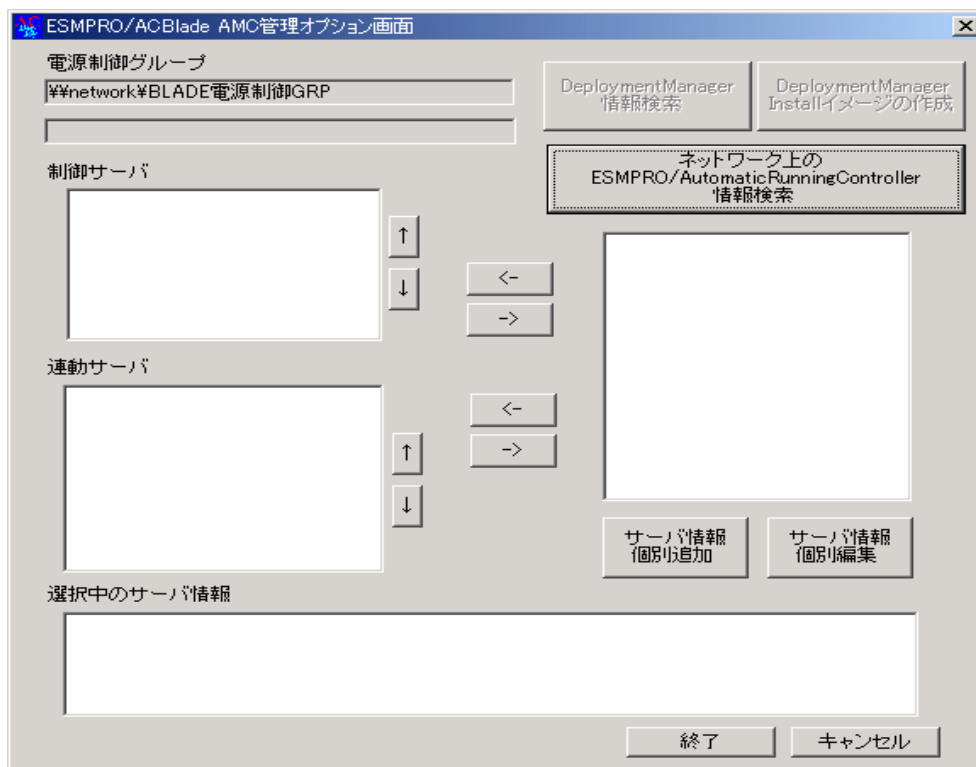 ESMPRO/ACBlade AMC管理オプション画面
電源制御グループ
¥¥network¥BLADE電源制御GRP
DeploymentManager
情報検索
DeploymentManager
Installイメージの作成
ネットワーク上の
ESMPRO/AutomaticRunningController
情報検索
制御サーバ
↑
↓
<-
->
連動サーバ
↑
↓
<-
->
サーバ情報
個別追加
サーバ情報
個別編集
選択中のサーバ情報
終了
キャンセル